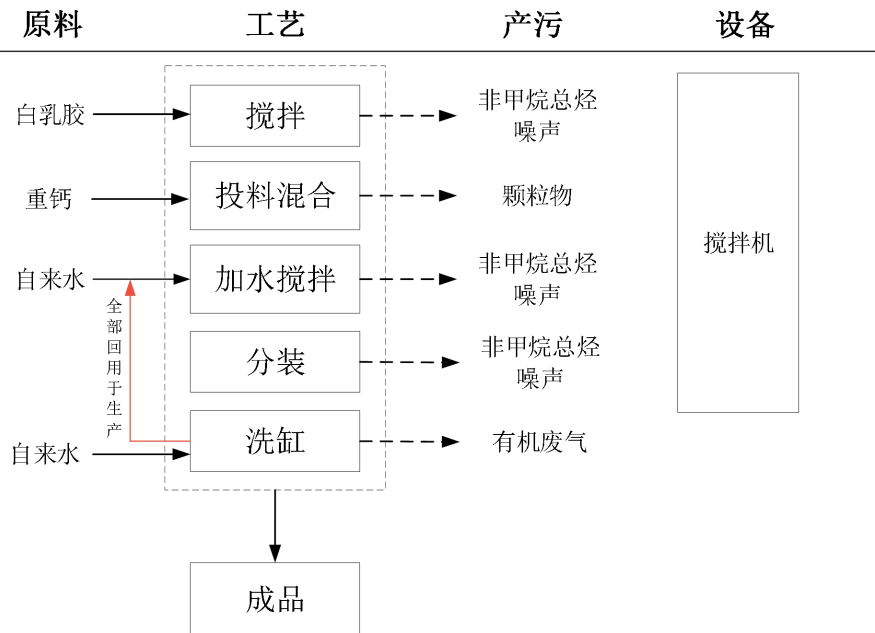 原料 工艺 产污 设备
白乳胶 搅拌 非甲烷总烃
噪声
重钙 投料混合 颗粒物
搅拌机
自来水 加水搅拌 非甲烷总烃
噪声
全部回用于生产
分装 非甲烷总烃
噪声
自来水 洗缸 有机废气
成品